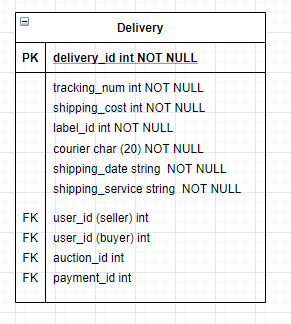 Delivery
PK delivery_id int NOT NULL
tracking_num int NOT NULL
shipping_cost int NOT NULL
label_id int NOT NULL
courier char (20) NOT NULL
shipping_date string NOT NULL
shipping_service string NOT NULL
FK user_id (seller) int
FK user_id (buyer) int
FK auction_id int
FK payment_id int